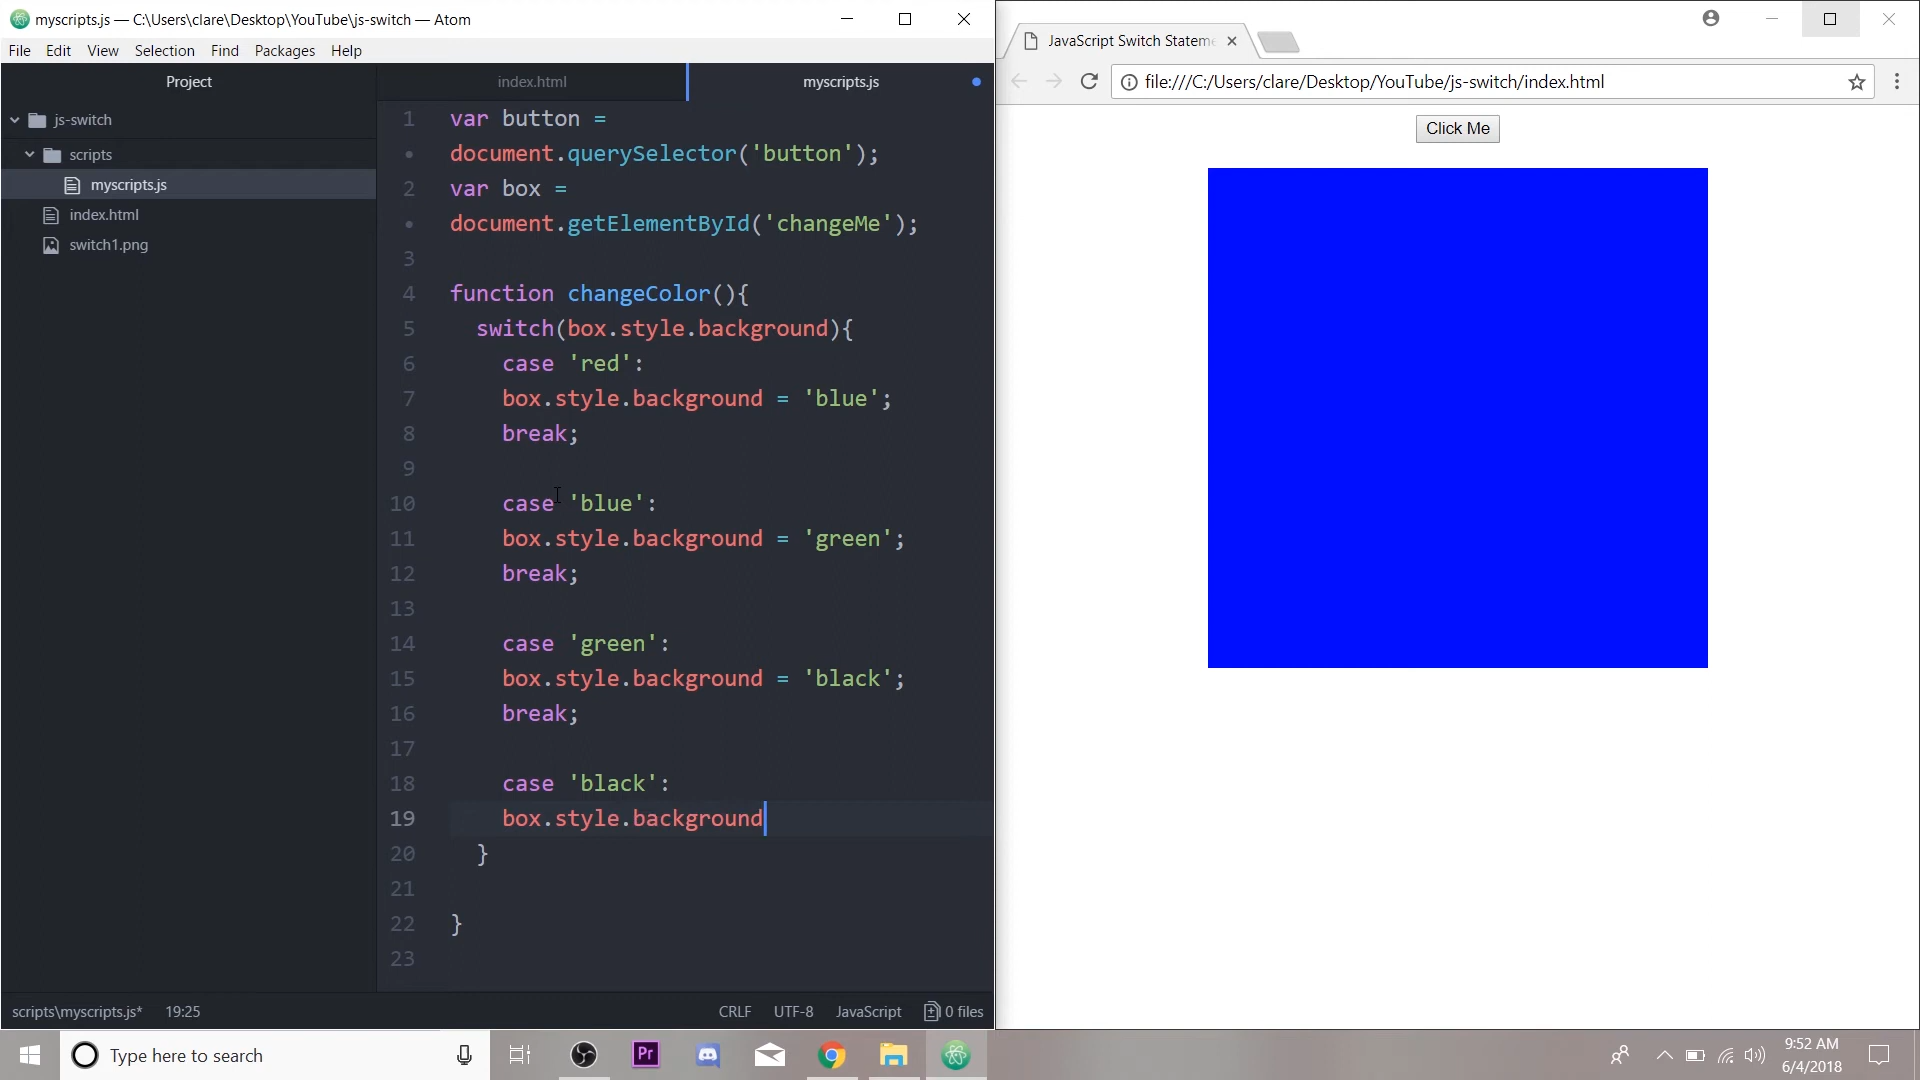 myscripts.js — C:\Users\clare\Desktop\YouTube\js-switch — Atom
File Edit View Selection Find Packages Help
Project
js-switch
scripts
myscripts.js
index.html
switch1.png
index.html
myscripts.js
1 var button =
• document.querySelector('button');
2 var box =
• document.getElementById('changeMe');
3
4 function changeColor(){
5 switch(box.style.background){
6 case 'red':
7 box.style.background = 'blue';
8 break;
9
10 case 'blue':
11 box.style.background = 'green';
12 break;
13
14 case 'green':
15 box.style.background = 'black';
16 break;
17
18 case 'black':
19 box.style.background
20 }
21
22 }
23
scripts\myscripts.js* 19:25 CRLF UTF-8 JavaScript 0 files
JavaScript Switch Statem
file:///C:/Users/clare/Desktop/YouTube/js-switch/index.html
Click Me
Type here to search
Pr
9:52 AM
6/4/2018